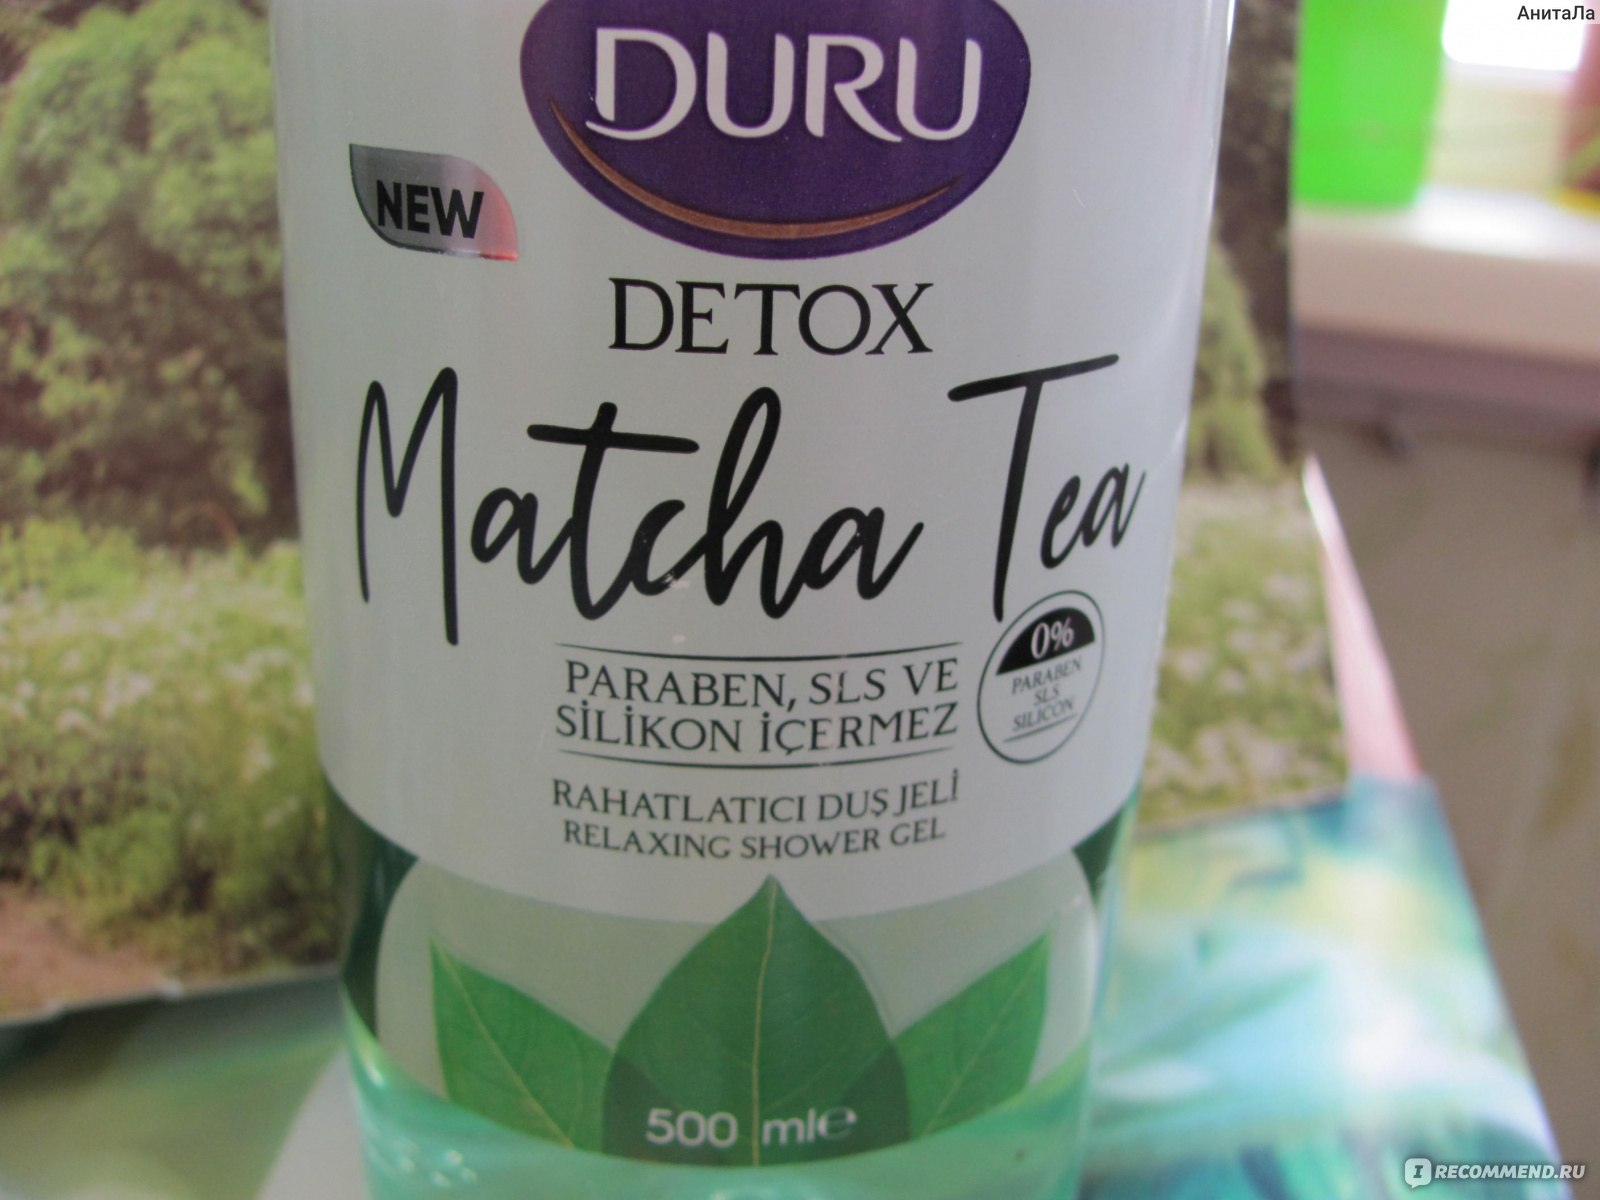 АнитаЛа
DURU
NEW
DETOX
Matcha Tea
PARABEN, SLS VE
SİLİKON İÇERMEZ
0%
PARABEN
SLS
SILICON
RAHATLATICI DUŞ JELİ
RELAXING SHOWER GEL
500 ml e
IRECOMMEND.RU